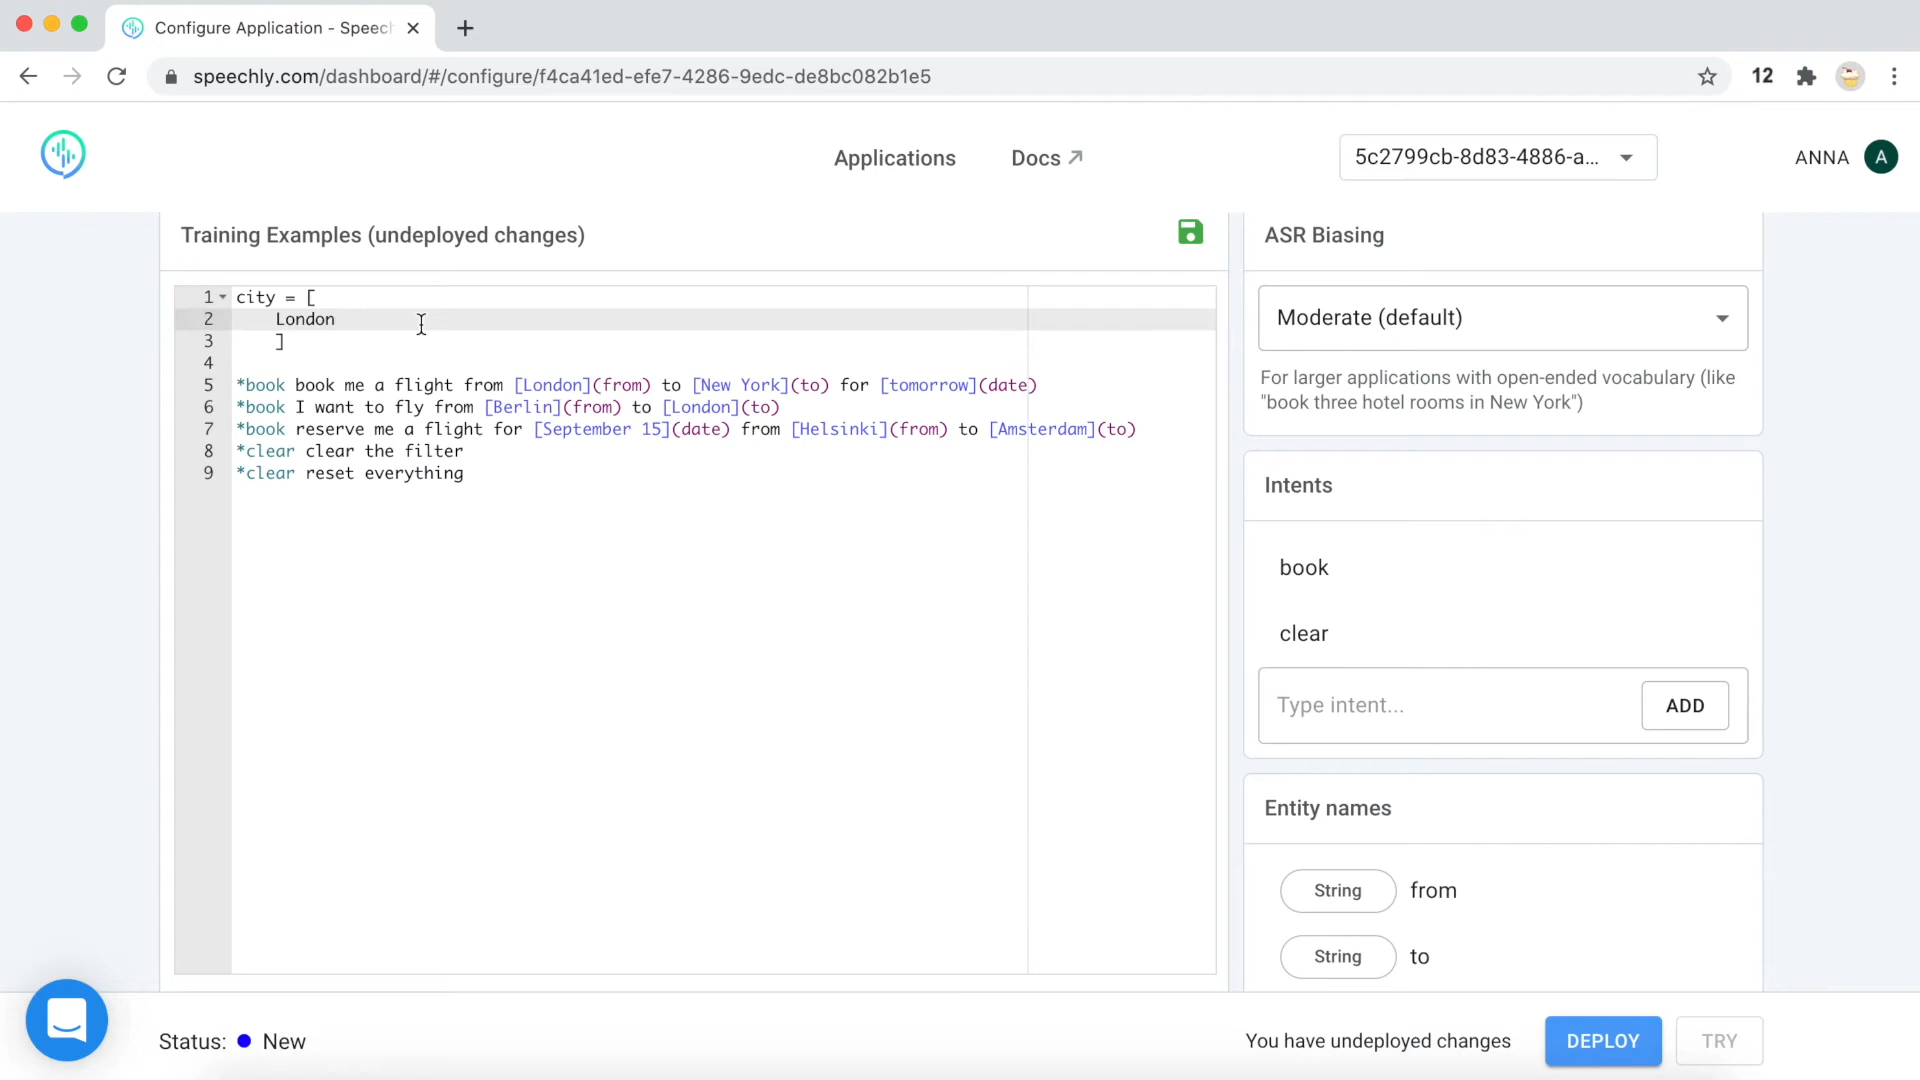 Configure Application - Speech
speechly.com/dashboard/#/configure/f4ca41ed-efe7-4286-9edc-de8bc082b1e5
12
Applications
Docs
5c2799cb-8d83-4886-a...
ANNA
A
Training Examples (undeployed changes)
1 city = [
2 London
3 ]
4
5 *book book me a flight from [London](from) to [New York](to) for [tomorrow](date)
6 *book I want to fly from [Berlin](from) to [London](to)
7 *book reserve me a flight for [September 15](date) from [Helsinki](from) to [Amsterdam](to)
8 *clear clear the filter
9 *clear reset everything
ASR Biasing
Moderate (default)
For larger applications with open-ended vocabulary (like
"book three hotel rooms in New York")
Intents
book
clear
Type intent...
ADD
Entity names
String from
String to
Status: New
You have undeployed changes
DEPLOY
TRY